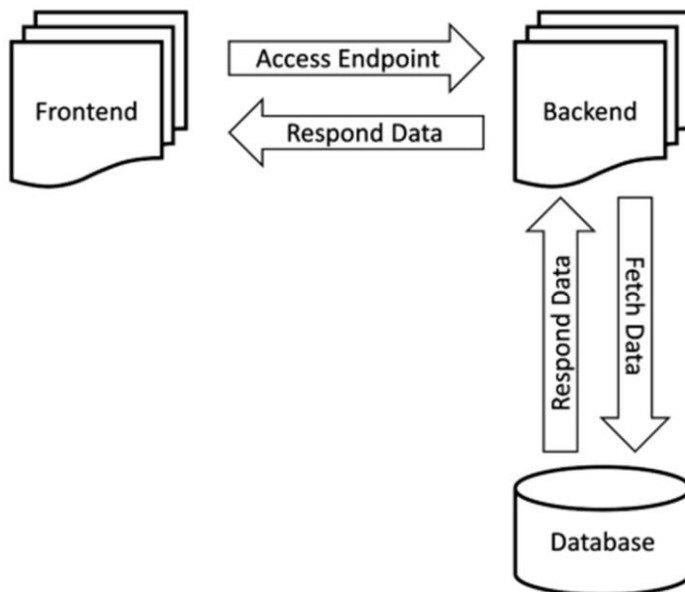 Access Endpoint
Frontend
Backend
Respond Data
Respond Data
Fetch Data
Database